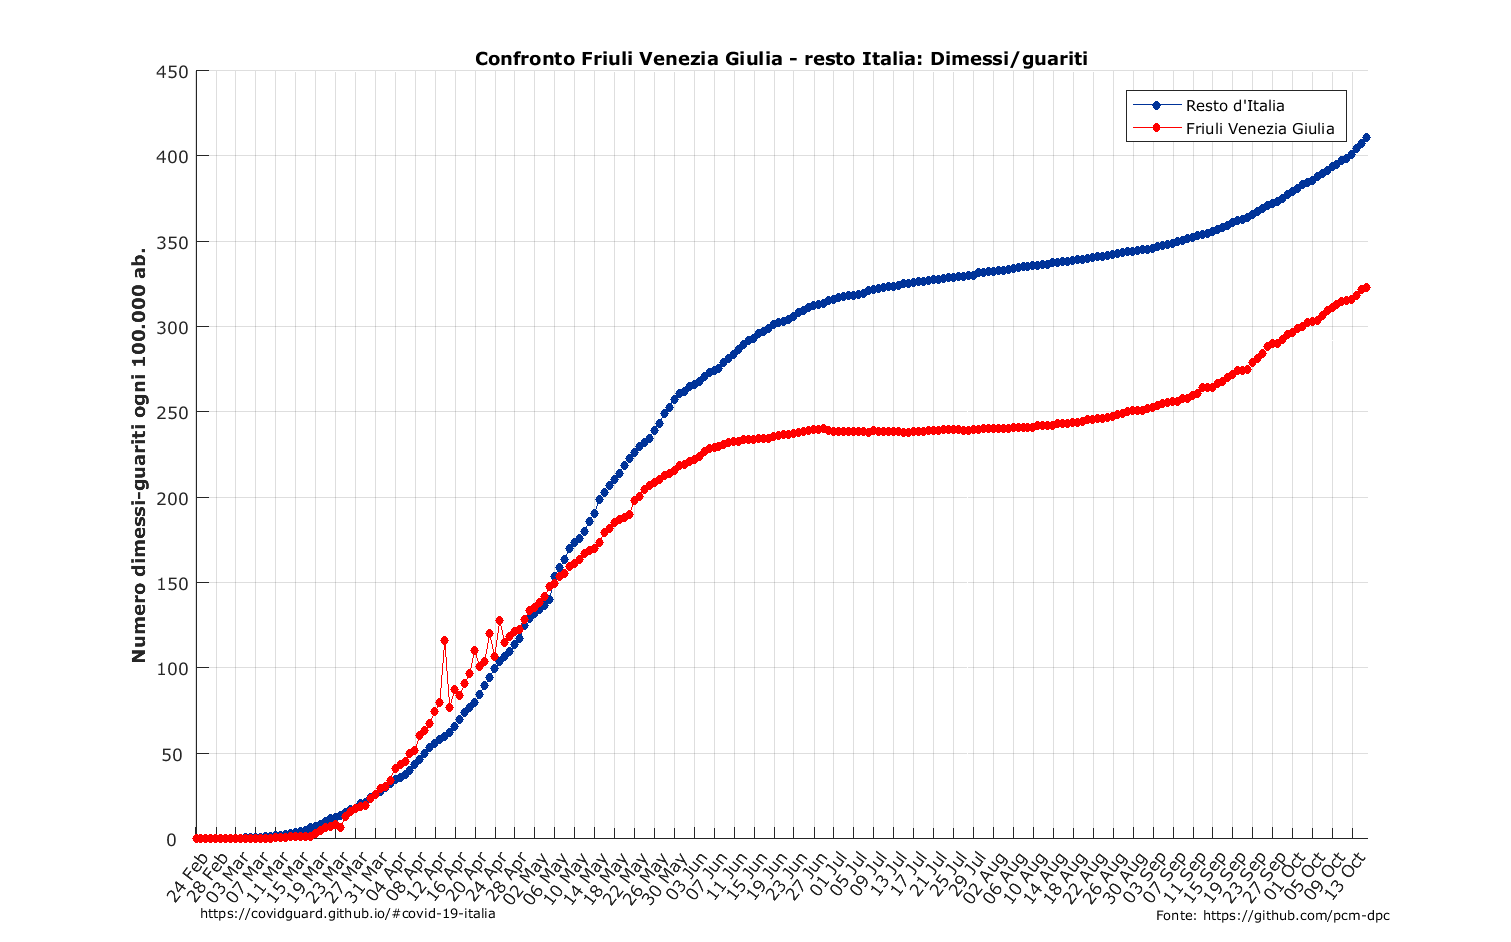 Confronto Friuli Venezia Giulia - resto Italia: Dimessi/guariti
Resto d'Italia
Friuli Venezia Giulia
Numero dimessi-guariti ogni 100.000 ab.
450
400
350
300
250
200
150
100
50
0
24 Feb
28 Feb
03 Mar
07 Mar
11 Mar
15 Mar
19 Mar
23 Mar
27 Mar
31 Mar
04 Apr
08 Apr
12 Apr
16 Apr
20 Apr
24 Apr
28 Apr
02 May
06 May
10 May
14 May
18 May
22 May
26 May
30 May
03 Jun
07 Jun
11 Jun
15 Jun
19 Jun
23 Jun
27 Jun
01 Jul
05 Jul
09 Jul
13 Jul
17 Jul
21 Jul
25 Jul
29 Jul
02 Aug
06 Aug
10 Aug
14 Aug
18 Aug
22 Aug
26 Aug
30 Aug
03 Sep
07 Sep
11 Sep
15 Sep
19 Sep
23 Sep
27 Sep
01 Oct
05 Oct
09 Oct
13 Oct
https://covidguard.github.io/#covid-19-italia
Fonte: https://github.com/pcm-dpc